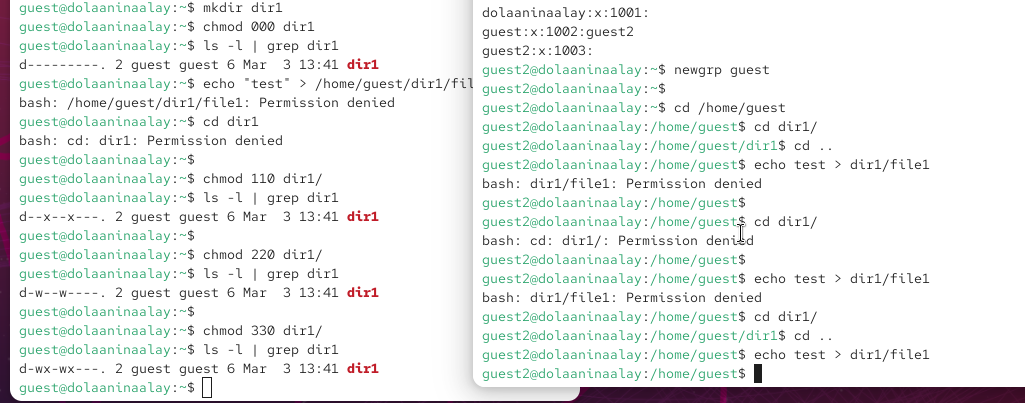 guest@dolaaninaalay:~$ mkdir dir1
guest@dolaaninaalay:~$ chmod 000 dir1
guest@dolaaninaalay:~$ ls -l | grep dir1
d---------. 2 guest guest 6 Mar  3 13:41 dir1
guest@dolaaninaalay:~$ echo "test" > /home/guest/dir1/fil
bash: /home/guest/dir1/file1: Permission denied
guest@dolaaninaalay:~$ cd dir1
bash: cd: dir1: Permission denied
guest@dolaaninaalay:~$
guest@dolaaninaalay:~$ chmod 110 dir1/
guest@dolaaninaalay:~$ ls -l | grep dir1
d--x--x---. 2 guest guest 6 Mar  3 13:41 dir1
guest@dolaaninaalay:~$
guest@dolaaninaalay:~$ chmod 220 dir1/
guest@dolaaninaalay:~$ ls -l | grep dir1
d-w--w----. 2 guest guest 6 Mar  3 13:41 dir1
guest@dolaaninaalay:~$
guest@dolaaninaalay:~$ chmod 330 dir1/
guest@dolaaninaalay:~$ ls -l | grep dir1
d-wx-wx---. 2 guest guest 6 Mar  3 13:41 dir1
guest@dolaaninaalay:~$
dolaaninaalay:x:1001:
guest:x:1002:guest2
guest2:x:1003:
guest2@dolaaninaalay:~$ newgrp guest
guest2@dolaaninaalay:~$
guest2@dolaaninaalay:~$ cd /home/guest
guest2@dolaaninaalay:/home/guest$ cd dir1/
guest2@dolaaninaalay:/home/guest/dir1$ cd ..
guest2@dolaaninaalay:/home/guest$ echo test > dir1/file1
bash: dir1/file1: Permission denied
guest2@dolaaninaalay:/home/guest$
guest2@dolaaninaalay:/home/guest$ cd dir1/
bash: cd: dir1/: Permission denied
guest2@dolaaninaalay:/home/guest$
guest2@dolaaninaalay:/home/guest$ echo test > dir1/file1
bash: dir1/file1: Permission denied
guest2@dolaaninaalay:/home/guest$ cd dir1/
guest2@dolaaninaalay:/home/guest/dir1$ cd ..
guest2@dolaaninaalay:/home/guest$ echo test > dir1/file1
guest2@dolaaninaalay:/home/guest$